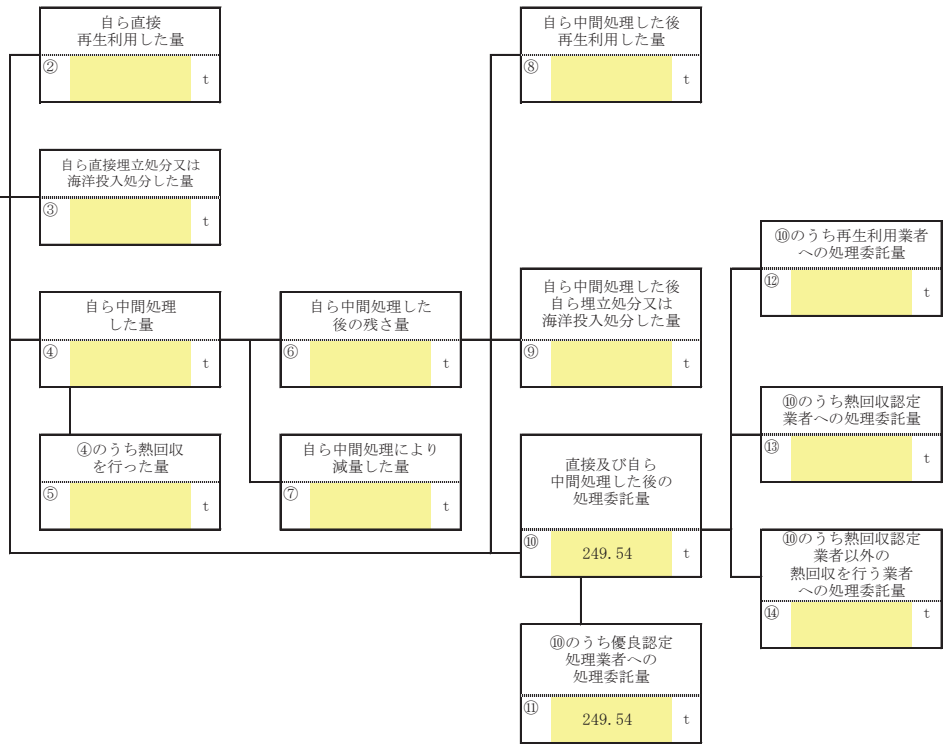 自ら直接
再生利用した量
②
t
自ら直接埋立処分又は
海洋投入処分した量
③
t
自ら中間処理
した量
④
t
④のうち熱回収
を行った量
⑤
t
自ら中間処理した
後の残さ量
⑥
t
自ら中間処理により
減量した量
⑦
t
自ら中間処理した後
再生利用した量
⑧
t
自ら中間処理した後
自ら埋立処分又は
海洋投入処分した量
⑨
t
直接及び自ら
中間処理した後の
処理委託量
⑩
249.54 t
⑩のうち優良認定
処理業者への
処理委託量
⑪
249.54 t
⑩のうち再生利用業者
への処理委託量
⑫
t
⑩のうち熱回収認定
業者への処理委託量
⑬
t
⑩のうち熱回収認定
業者以外の
熱回収を行う業者
への処理委託量
⑭
t